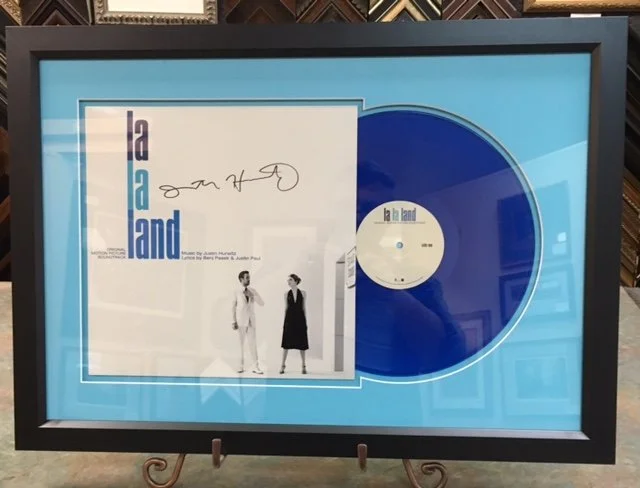 la
la
land
ORIGINAL
MOTION PICTURE
SOUNDTRACK
Music by Justin Hurwitz
Lyrics by Benj Pasek & Justin Paul
la la land